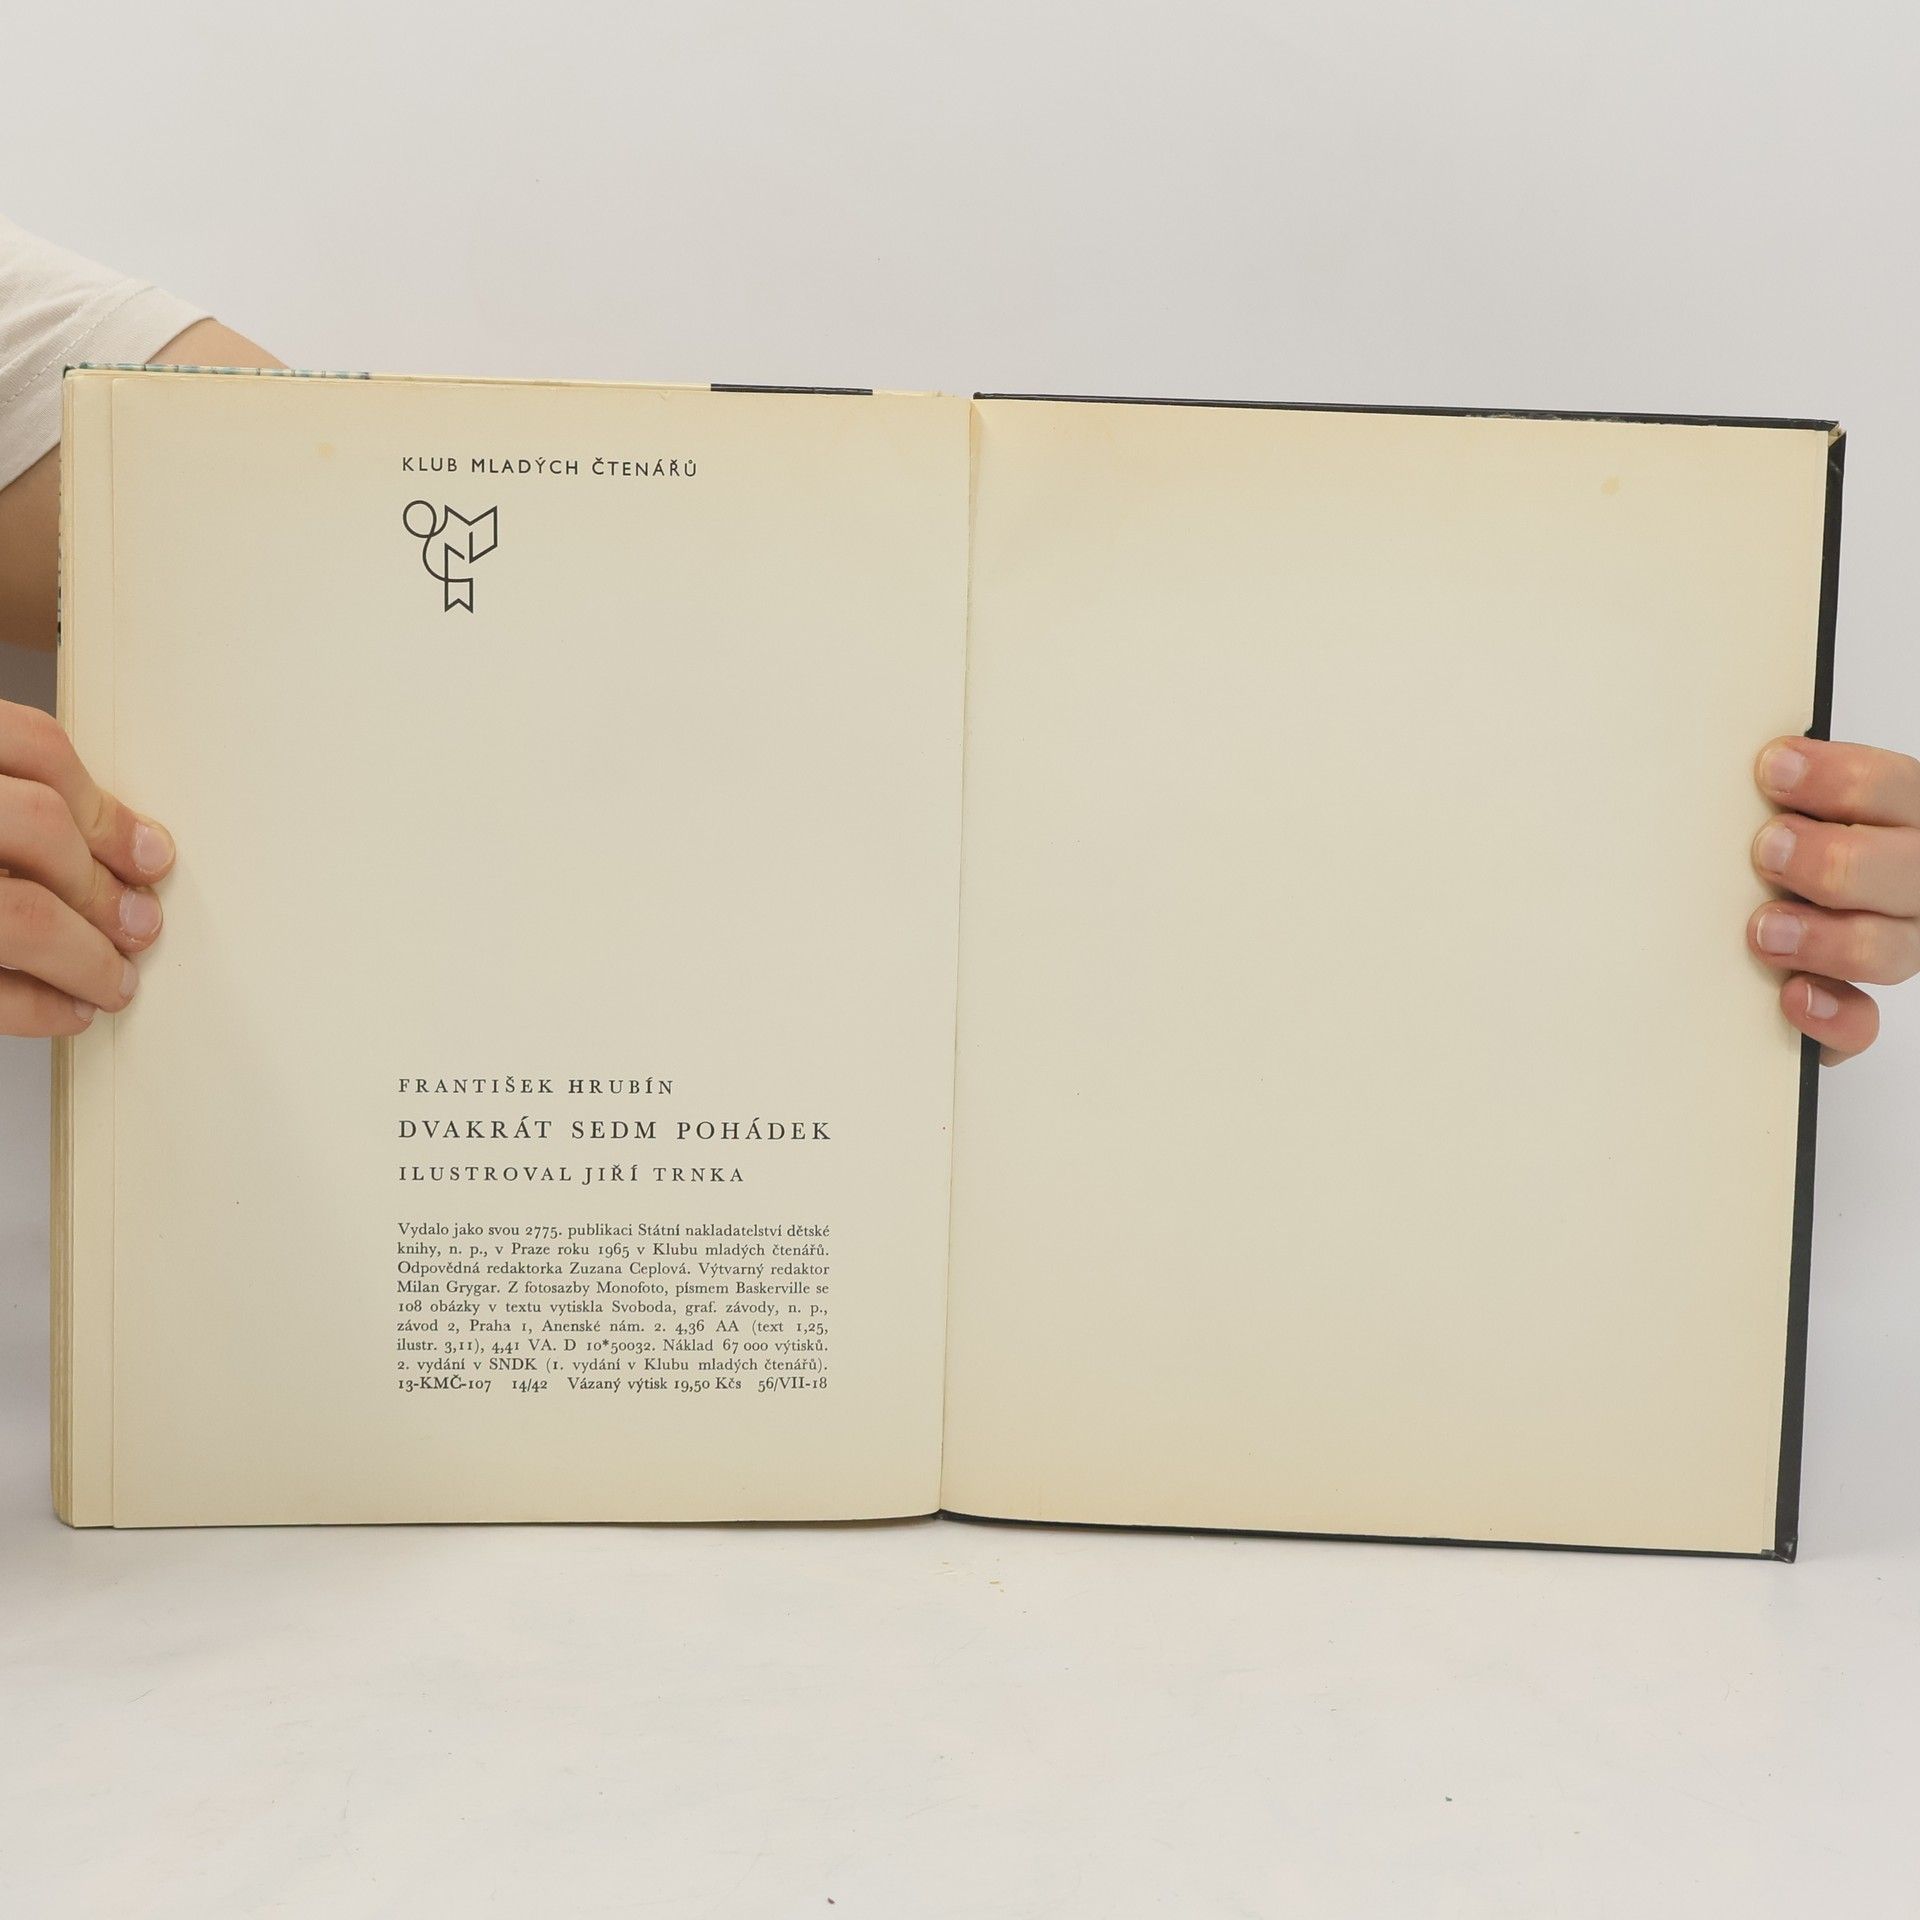 KLUB MLADÝCH ČTENÁŘŮ
FRANTIŠEK HRUBÍN
DVAKRÁT SEDM POHÁDEK
ILUSTROVAL JIŘÍ TRNKA
Vydalo jako svou 2775. publikaci Státní nakladatelství dětské
knihy, n. p., v Praze roku 1965 v Klubu mladých čtenářů.
Odpovědná redaktorka Zuzana Ceplová. Výtvarný redaktor
Milan Grygar. Z fotosazby Monofoto, písmem Baskerville se
108 obázky v textu vytiskla Svoboda, graf. závody, n. p.,
závod 2, Praha 1, Anenské nám. 2. 4,36 AA (text 1,25,
ilustr. 3,11), 4,41 VA. D 10*50032. Náklad 67 000 výtisků.
2. vydání v SNDK (1. vydání v Klubu mladých čtenářů).
13-KMČ-107 14/42 Vázaný výtisk 19,50 Kčs 56/VII-18